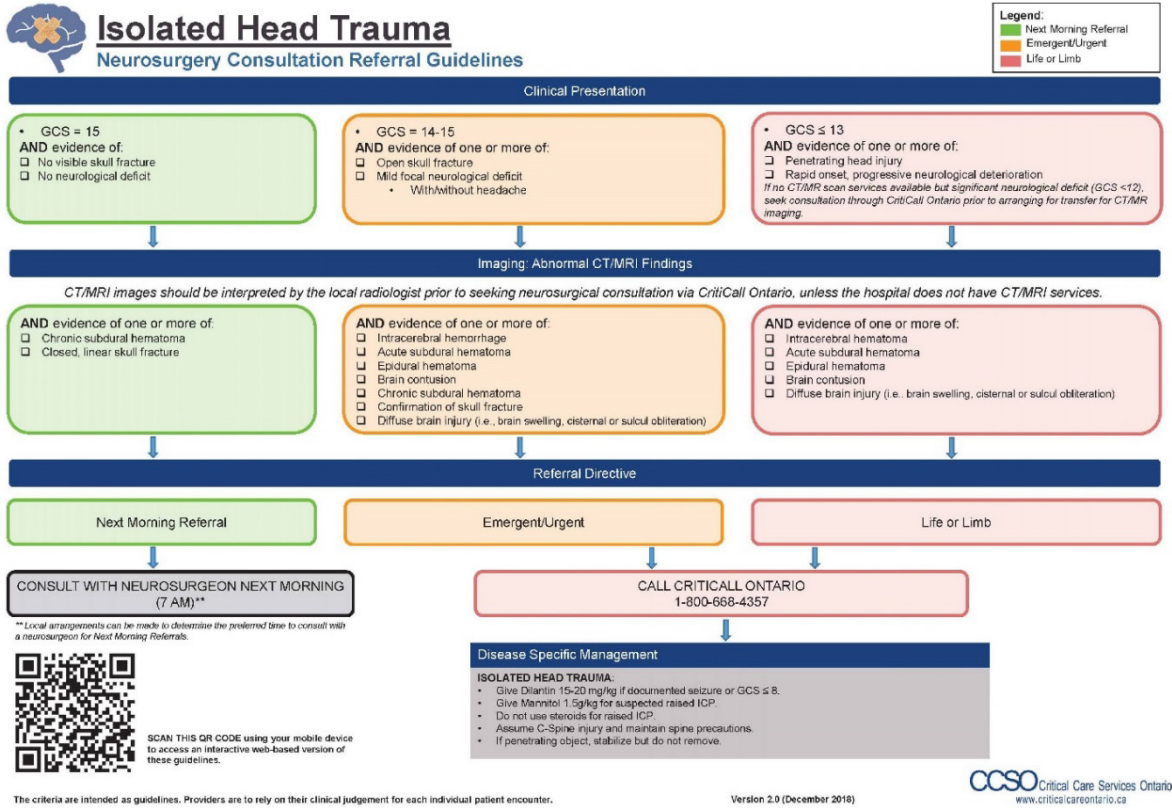 Isolated Head Trauma
Neurosurgery Consultation Referral Guidelines
Legend:
Next Morning Referral
Emergent/Urgent
Life or Limb
Clinical Presentation
• GCS = 15
AND evidence of:
❑ No visible skull fracture
❑ No neurological deficit
• GCS = 14-15
AND evidence of one or more of:
❑ Open skull fracture
❑ Mild focal neurological deficit
• With/without headache
• GCS ≤ 13
AND evidence of one or more of:
❑ Penetrating head injury
❑ Rapid onset, progressive neurological deterioration
If no CT/MR scan services available but significant neurological deficit (GCS <12),
seek consultation through CritiCall Ontario prior to arranging for transfer for CT/MR
imaging.
Imaging: Abnormal CT/MRI Findings
CT/MRI images should be interpreted by the local radiologist prior to seeking neurosurgical consultation via CritiCall Ontario, unless the hospital does not have CT/MRI services.
AND evidence of one or more of:
❑ Chronic subdural hematoma
❑ Closed, linear skull fracture
AND evidence of one or more of:
❑ Intracerebral hemorrhage
❑ Acute subdural hematoma
❑ Epidural hematoma
❑ Brain contusion
❑ Chronic subdural hematoma
❑ Confirmation of skull fracture
❑ Diffuse brain injury (i.e., brain swelling, cisternal or sulcul obliteration)
AND evidence of one or more of:
❑ Intracerebral hematoma
❑ Acute subdural hematoma
❑ Epidural hematoma
❑ Brain contusion
❑ Diffuse brain injury (i.e., brain swelling, cisternal or sulcul obliteration)
Referral Directive
Next Morning Referral
Emergent/Urgent
Life or Limb
CONSULT WITH NEUROSURGEON NEXT MORNING
(7 AM)**
** Local arrangements can be made to determine the preferred time to consult with
a neurosurgeon for Next Morning Referrals.
CALL CRITICALL ONTARIO
1-800-668-4357
Disease Specific Management
ISOLATED HEAD TRAUMA:
• Give Dilantin 15-20 mg/kg if documented seizure or GCS ≤ 8.
• Give Mannitol 1.5g/kg for suspected raised ICP.
• Do not use steroids for raised ICP.
• Assume C-Spine injury and maintain spine precautions.
• If penetrating object, stabilize but do not remove.
SCAN THIS QR CODE using your mobile device
to access an interactive web-based version of
these guidelines.
The criteria are intended as guidelines. Providers are to rely on their clinical judgement for each individual patient encounter.
Version 2.0 (December 2018)
CCSO Critical Care Services Ontario
www.criticalcareontario.ca